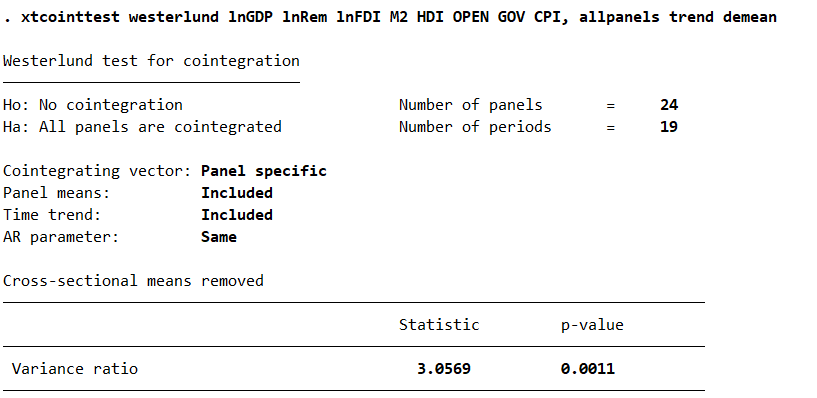 . xtcointtest westerlund lnGDP lnRem lnFDI M2 HDI OPEN GOV CPI, allpanels trend demean
Westerlund test for cointegration
Ho: No cointegration Number of panels = 24
Ha: All panels are cointegrated Number of periods = 19
Cointegrating vector: Panel specific
Panel means: Included
Time trend: Included
AR parameter: Same
Cross-sectional means removed
Statistic p-value
Variance ratio 3.0569 0.0011